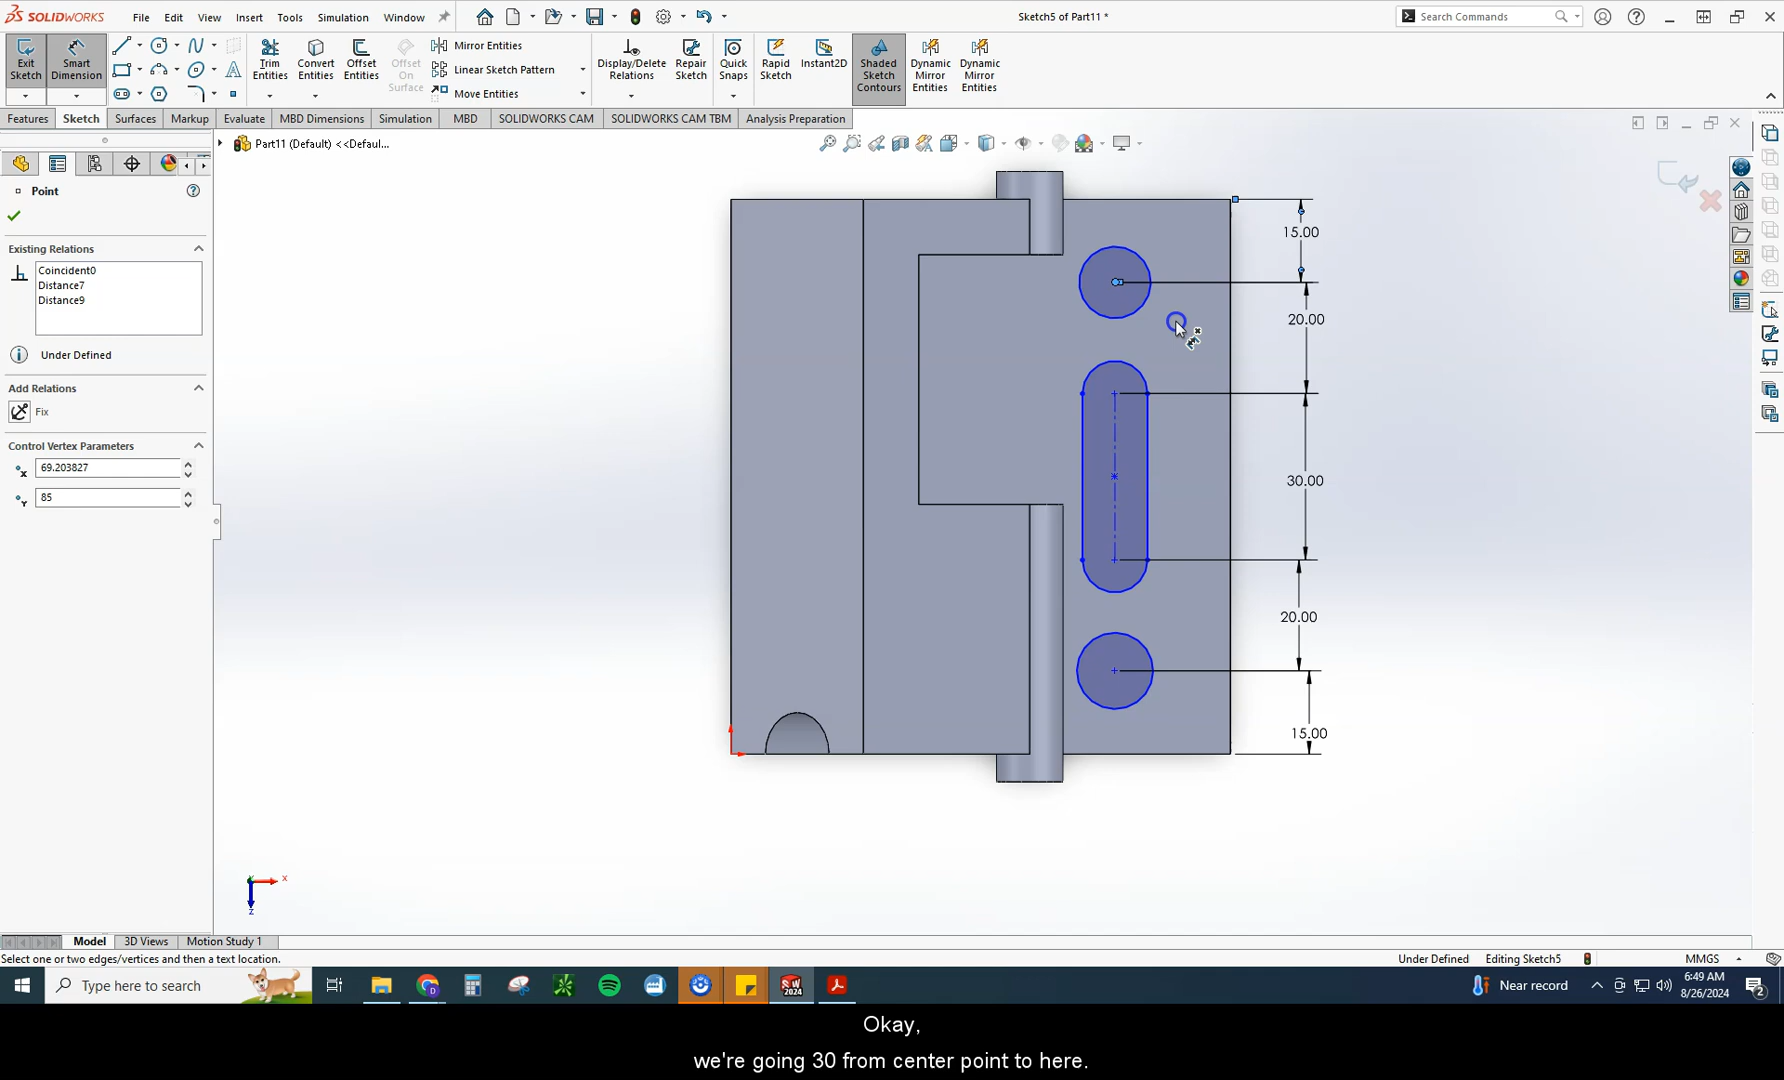 SOLIDWORKS File Edit View Insert Tools Simulation Window Sketch5 of Part11 * Search Commands
Exit Sketch Smart Dimension Trim Entities Convert Entities Offset Entities Offset On Surface Mirror Entities Linear Sketch Pattern Move Entities Display/Delete Relations Repair Sketch Quick Snaps Rapid Sketch Instant2D Shaded Sketch Contours Dynamic Mirror Entities Dynamic Mirror Entities
Features Sketch Surfaces Markup Evaluate MBD Dimensions Simulation MBD SOLIDWORKS CAM SOLIDWORKS CAM TBM Analysis Preparation
Part11 (Default) <<Defaul...
Point
Existing Relations
Coincident0
Distance7
Distance9
Under Defined
Add Relations
Fix
Control Vertex Parameters
69.203827
85
15.00
20.00
30.00
20.00
15.00
x
z
Model 3D Views Motion Study 1
Select one or two edges/vertices and then a text location. Under Defined Editing Sketch5 MMGS
Type here to search Near record 6:49 AM
8/26/2024
2
Okay,
we're going 30 from center point to here.